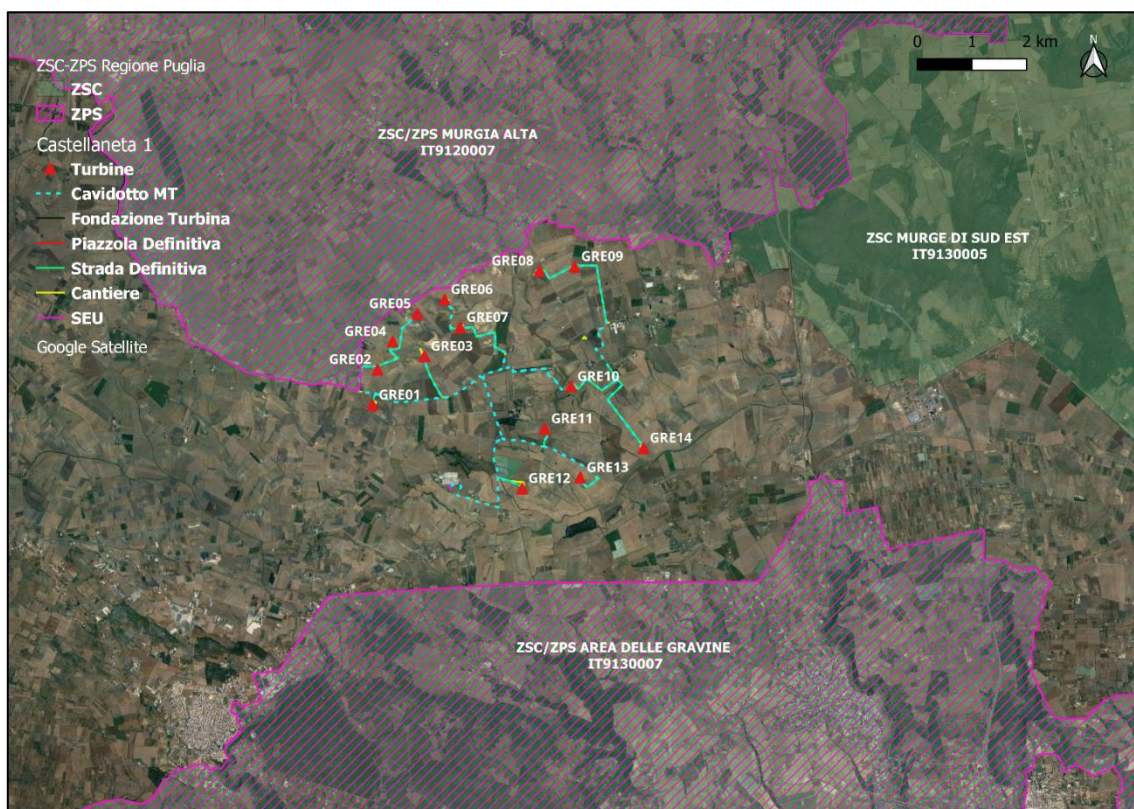 ZSC-ZPS Regione Puglia
ZSC
ZPS
Castellaneta 1
Turbine
Cavidotto MT
Fondazione Turbina
Piazzola Definitiva
Strada Definitiva
Cantiere
SEU
Google Satellite
0 1 2 km
N
ZSC/ZPS MURGIA ALTA
IT9120007
ZSC MURGE DI SUD EST
IT9130005
GRE08
GRE09
GRE06
GRE05
GRE07
GRE04
GRE03
GRE02
GRE01
GRE10
GRE11
GRE14
GRE13
GRE12
ZSC/ZPS AREA DELLE GRAVINE
IT9130007